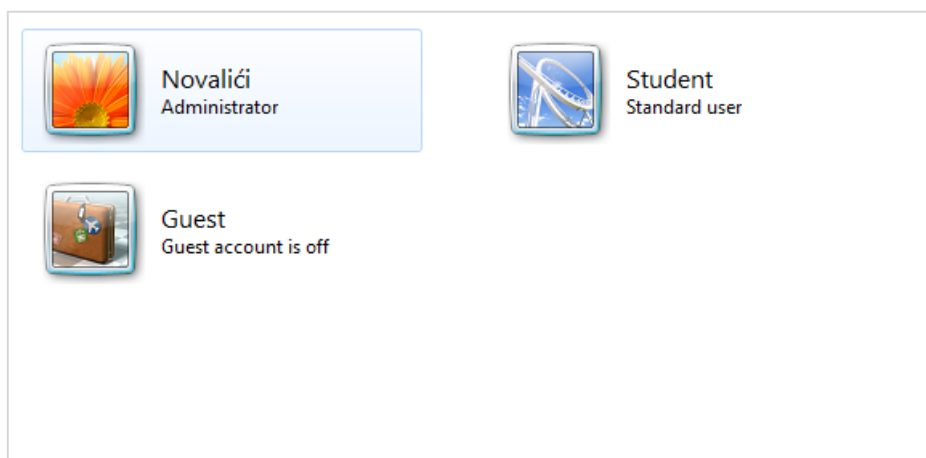 Novalići
Administrator
Student
Standard user
Guest
Guest account is off